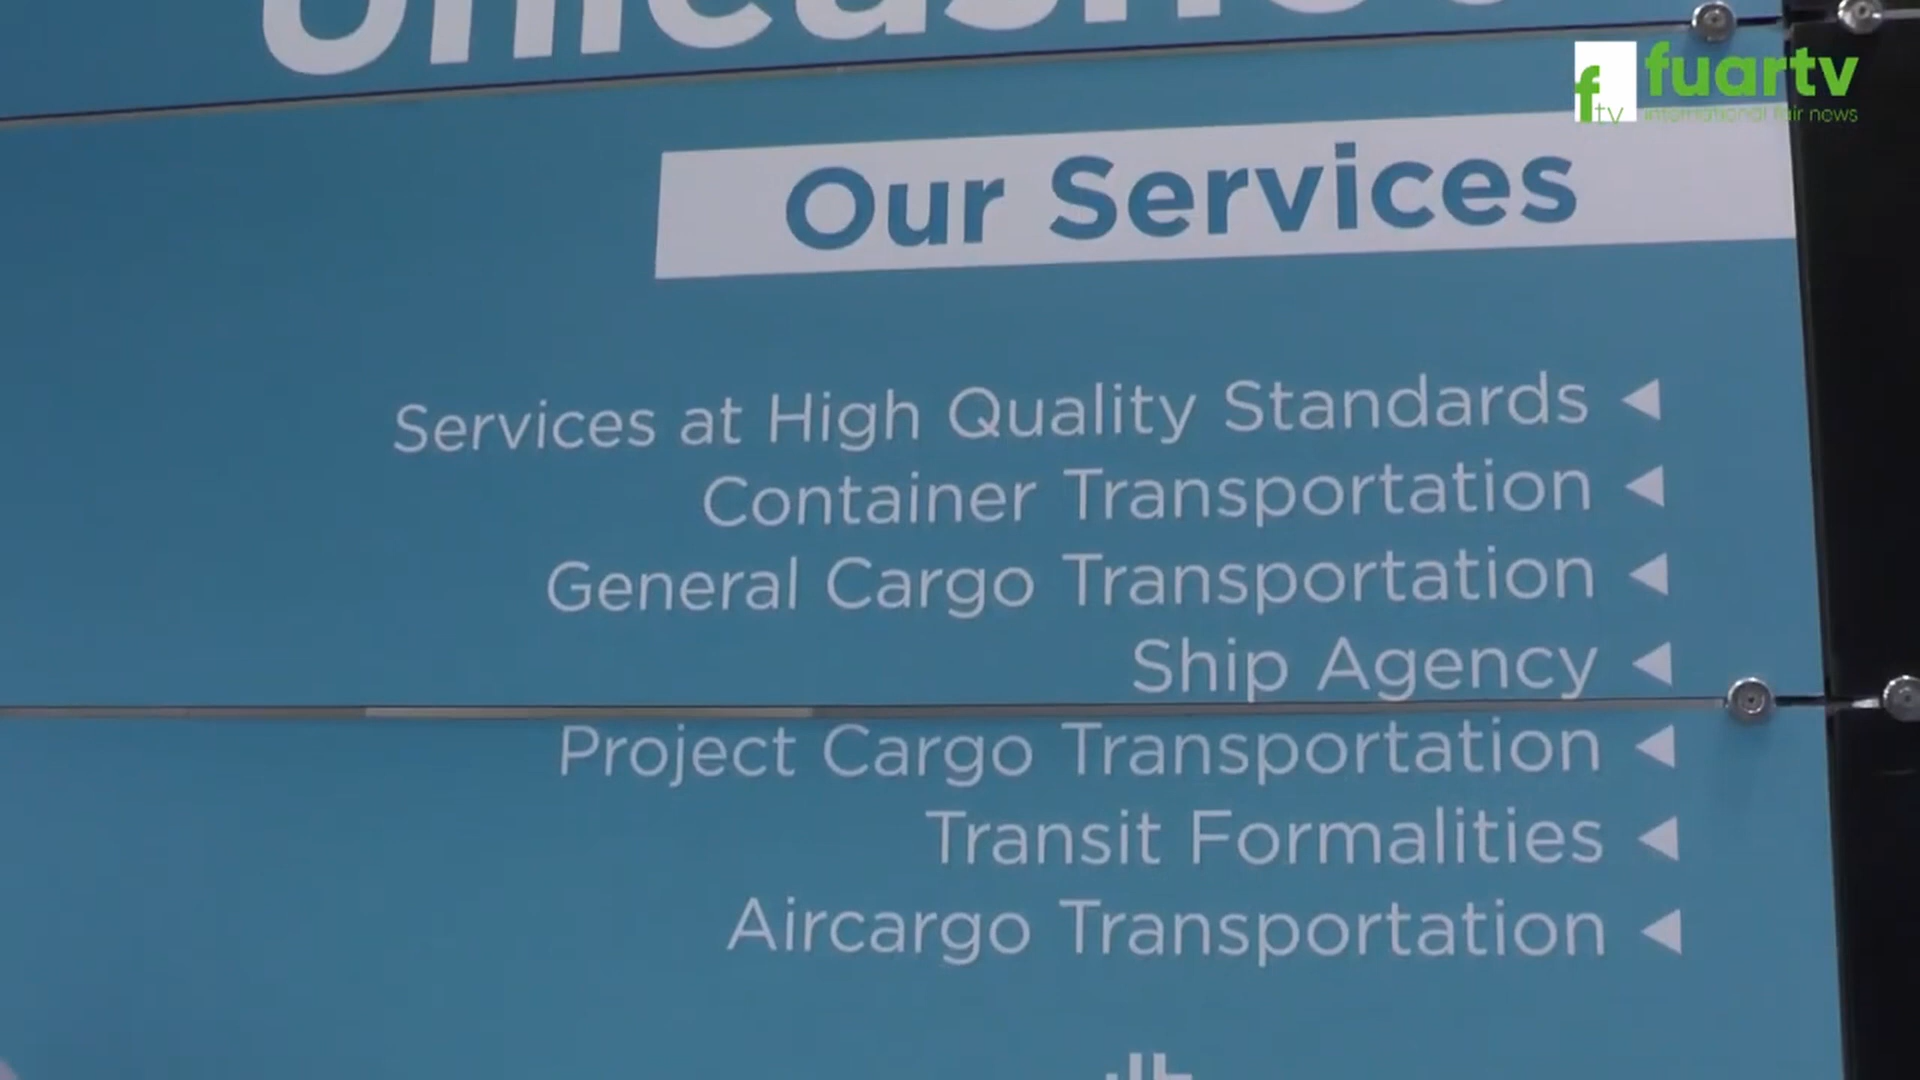 fuartv
f tv
international fair news
Our Services
Services at High Quality Standards
Container Transportation
General Cargo Transportation
Ship Agency
Project Cargo Transportation
Transit Formalities
Aircargo Transportation